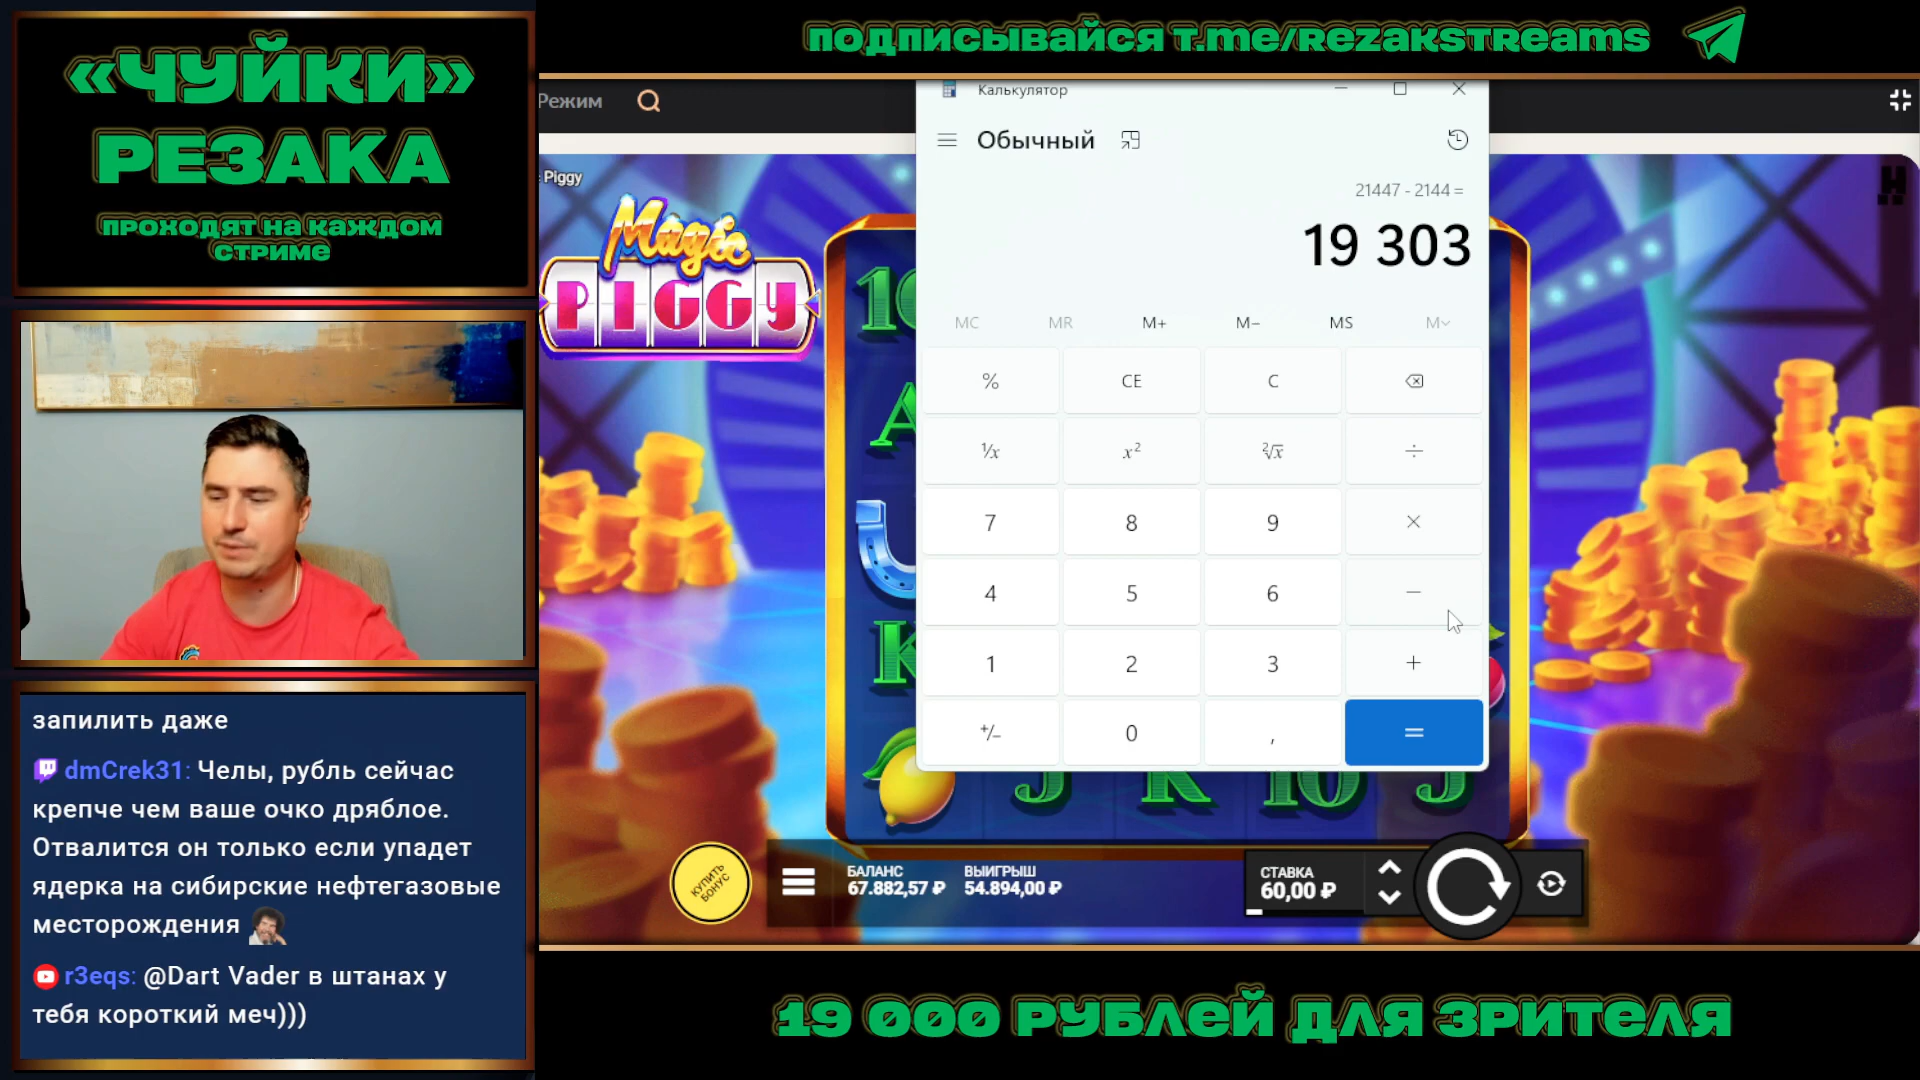 «ЧУЙКИ»
РЕЗАКА
ПРОХОДЯТ НА КАЖДОМ
СТРИМЕ
ПОДПИСЫВАЙСЯ T.ME/REZAKSTREAMS
Режим
Piggy
Magic
PIGGY
Калькулятор
Обычный
21447 - 2144 =
19 303
MC MR M+ M− MS M
% CE C
¹/x x² ²√x ÷
7 8 9 ×
4 5 6 −
1 2 3 +
+/− 0 , =
10
A
K
J K 10 J
КУПИТЬ
БОНУС
БАЛАНС
67.882,57 ₽
ВЫИГРЫШ
54.894,00 ₽
СТАВКА
60,00 ₽
запилить даже
dmCrek31: Челы, рубль сейчас
крепче чем ваше очко дряблое.
Отвалится он только если упадет
ядерка на сибирские нефтегазовые
месторождения
r3eqs: @Dart Vader в штанах у
тебя короткий меч)))
19 000 РУБЛЕЙ ДЛЯ ЗРИТЕЛЯ